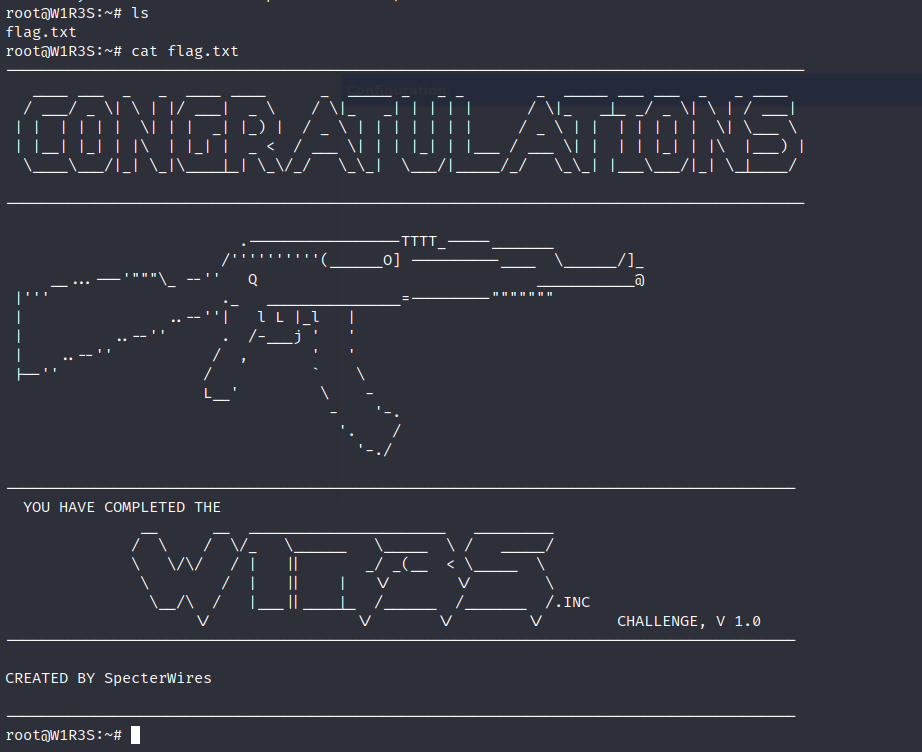 root@W1R3S:~# ls
flag.txt
root@W1R3S:~# cat flag.txt
CONGRATULATIONS
YOU HAVE COMPLETED THE
W1R3S.INC
CHALLENGE, V 1.0
CREATED BY SpecterWires
root@W1R3S:~#